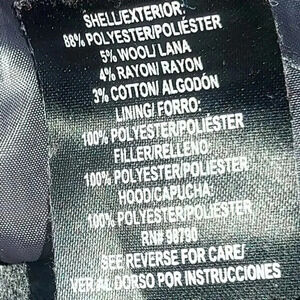 SHELL/EXTERIOR:
88% POLYESTER/POLIÉSTER
5% WOOL/ LANA
4% RAYON/ RAYON
3% COTTON/ ALGODÓN
LINING/ FORRO:
100% POLYESTER/POLIÉSTER
FILLER/RELLENO:
100% POLYESTER/POLIÉSTER
HOOD/CAPUCHA
100% POLYESTER/POLIÉSTER
RN# 98790
SEE REVERSE FOR CARE/
VER AL DORSO POR INSTRUCCIONES